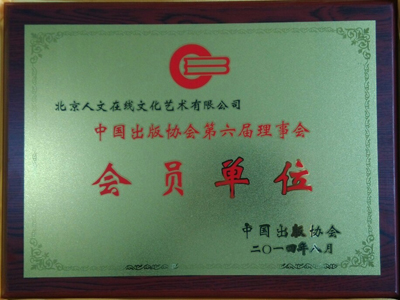 北京人文在线文化艺术有限公司
中国出版协会第六届理事会
会员单位
中国出版协会
二〇一四年八月